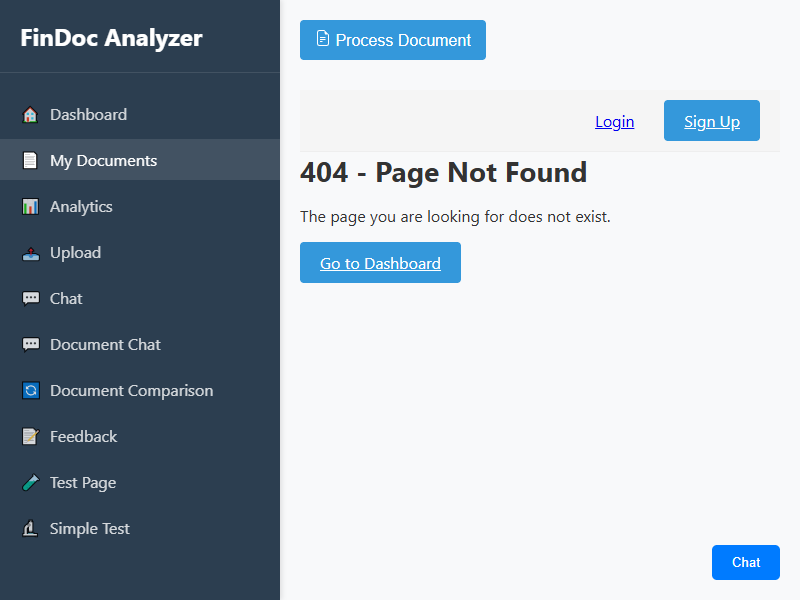 FinDoc Analyzer
Dashboard
My Documents
Analytics
Upload
Chat
Document Chat
Document Comparison
Feedback
Test Page
Simple Test
Process Document
Login
Sign Up
404 - Page Not Found
The page you are looking for does not exist.
Go to Dashboard
Chat